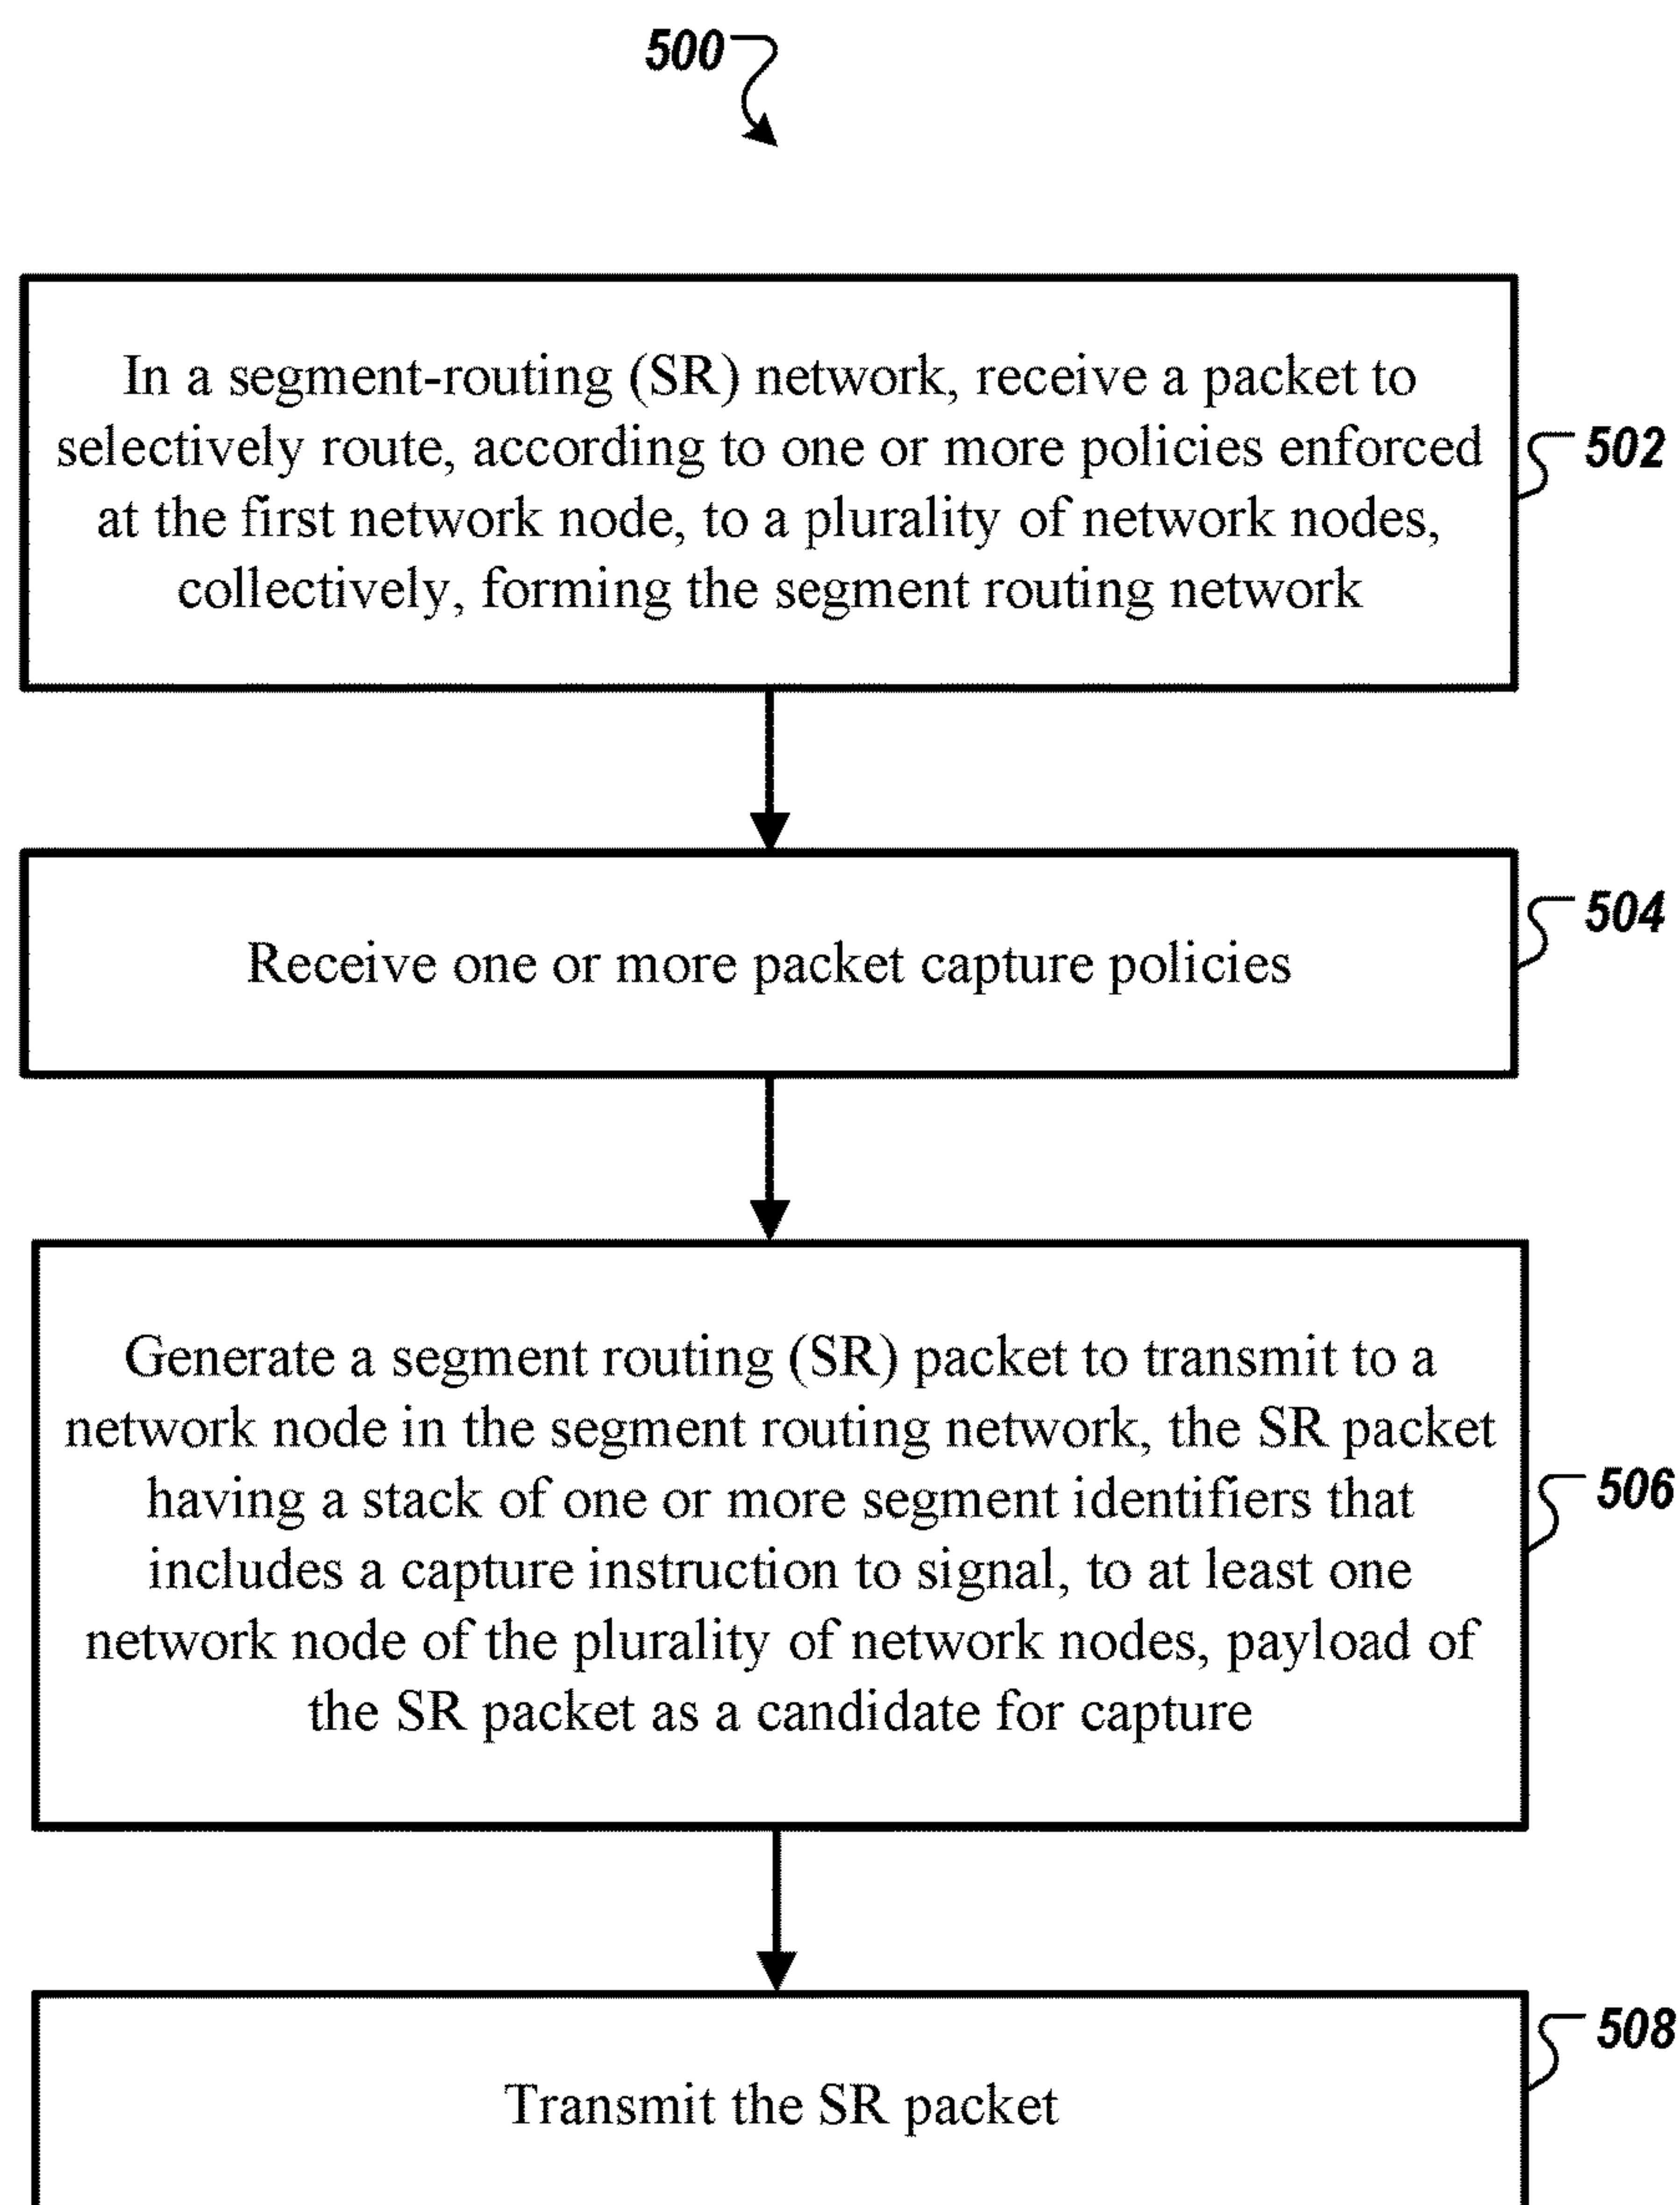 500
In a segment-routing (SR) network, receive a packet to
selectively route, according to one or more policies enforced
at the first network node, to a plurality of network nodes,
collectively, forming the segment routing network
502
Receive one or more packet capture policies
504
Generate a segment routing (SR) packet to transmit to a
network node in the segment routing network, the SR packet
having a stack of one or more segment identifiers that
includes a capture instruction to signal, to at least one
network node of the plurality of network nodes, payload of
the SR packet as a candidate for capture
506
Transmit the SR packet
508